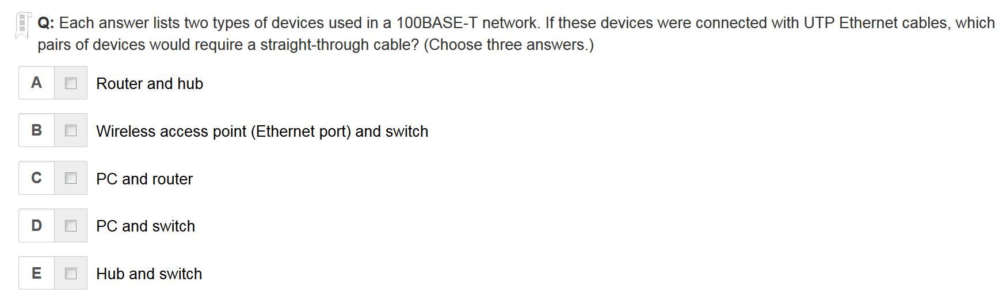 Q: Each answer lists two types of devices used in a 100BASE-T network. If these devices were connected with UTP Ethernet cables, which
pairs of devices would require a straight-through cable? (Choose three answers.)
A Router and hub
B Wireless access point (Ethernet port) and switch
C PC and router
D PC and switch
E Hub and switch